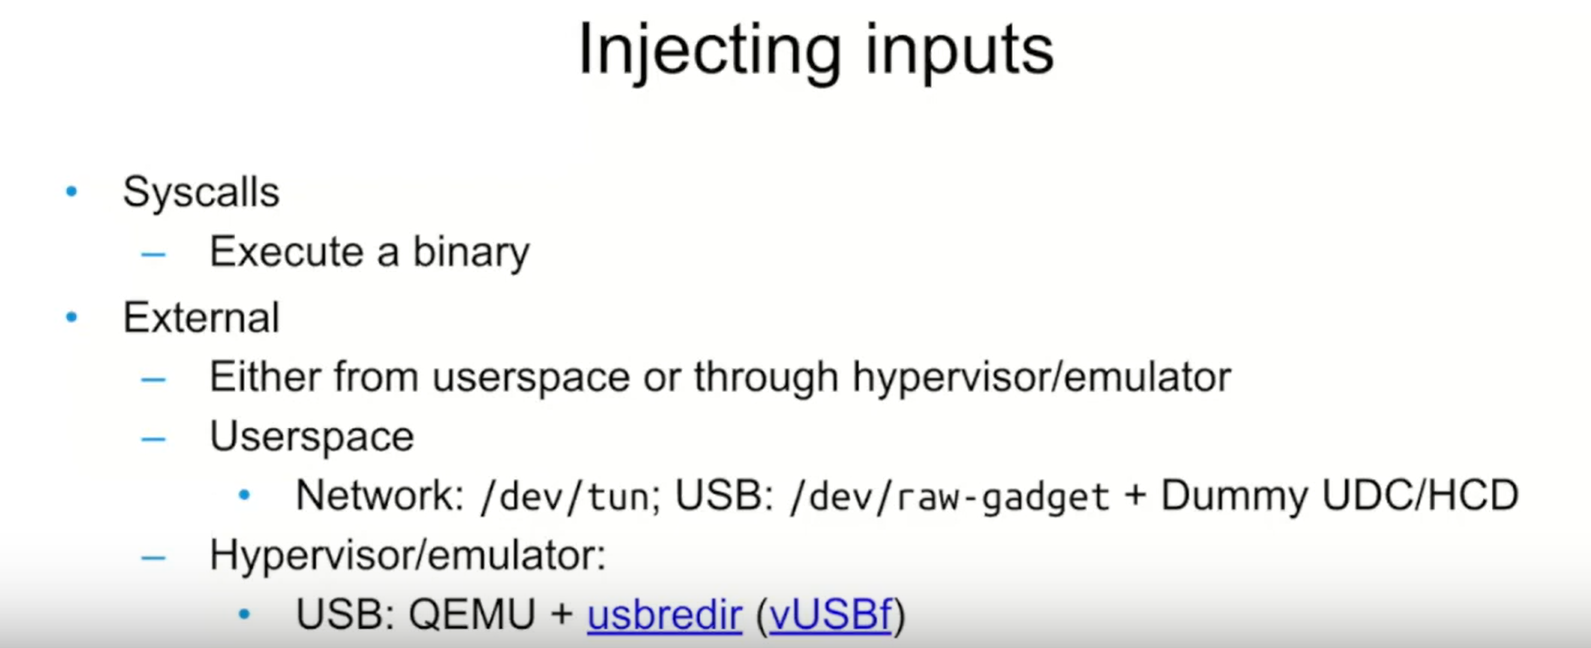 Injecting inputs
• Syscalls
– Execute a binary
• External
– Either from userspace or through hypervisor/emulator
– Userspace
• Network: /dev/tun; USB: /dev/raw-gadget + Dummy UDC/HCD
– Hypervisor/emulator:
• USB: QEMU + usbredir (vUSBf)